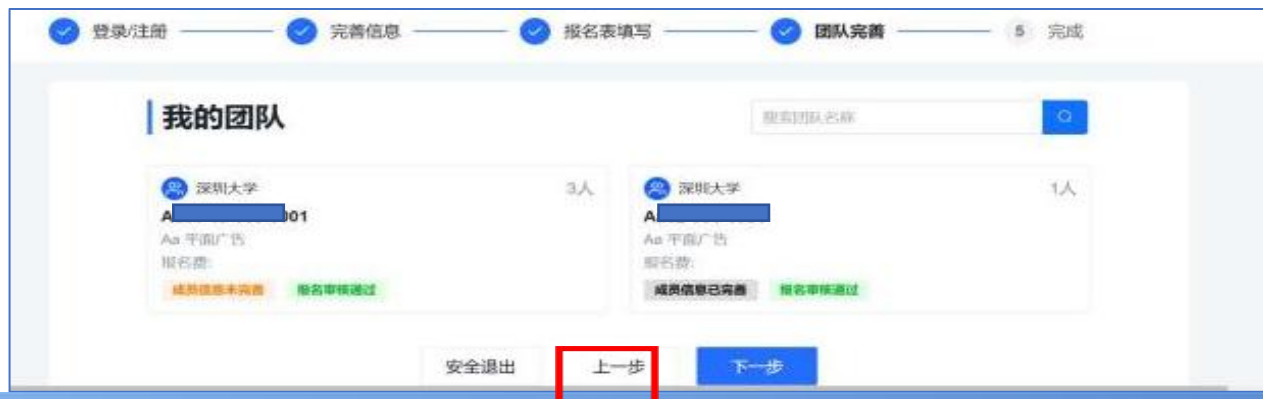 登录/注册 完善信息 报名表填写 团队完善 5 完成
我的团队
搜索团队名称
深圳大学 3人 深圳大学 1人
A 001 A
Aa 平面广告 Aa 平面广告
报名费: 报名费:
成员信息未完善 报名审核通过 成员信息已完善 报名审核通过
安全退出 上一步 下一步